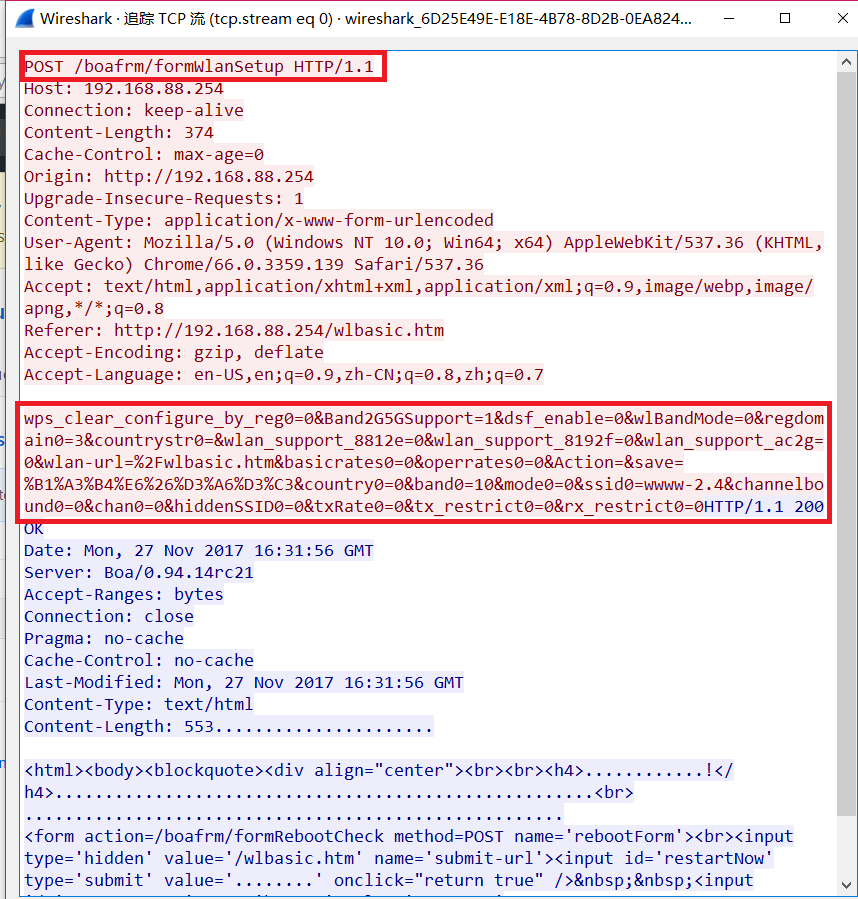 Wireshark · 追踪 TCP 流 (tcp.stream eq 0) · wireshark_6D25E49E-E18E-4B78-8D2B-0EA824...
POST /boafrm/formWlanSetup HTTP/1.1
Host: 192.168.88.254
Connection: keep-alive
Content-Length: 374
Cache-Control: max-age=0
Origin: http://192.168.88.254
Upgrade-Insecure-Requests: 1
Content-Type: application/x-www-form-urlencoded
User-Agent: Mozilla/5.0 (Windows NT 10.0; Win64; x64) AppleWebKit/537.36 (KHTML,
like Gecko) Chrome/66.0.3359.139 Safari/537.36
Accept: text/html,application/xhtml+xml,application/xml;q=0.9,image/webp,image/
apng,*/*;q=0.8
Referer: http://192.168.88.254/wlbasic.htm
Accept-Encoding: gzip, deflate
Accept-Language: en-US,en;q=0.9,zh-CN;q=0.8,zh;q=0.7
wps_clear_configure_by_reg0=0&Band2G5GSupport=1&dsf_enable=0&wlBandMode=0&regdom
ain0=3&countrystr0=&wlan_support_8812e=0&wlan_support_8192f=0&wlan_support_ac2g=
0&wlan-url=%2Fwlbasic.htm&basicrates0=0&operrates0=0&Action=&save=
%B1%A3%B4%E6%26%D3%A6%D3%C3&country0=0&band0=10&mode0=0&ssid0=wwww-2.4&channelbo
und0=0&chan0=0&hiddenSSID0=0&txRate0=0&tx_restrict0=0&rx_restrict0=0HTTP/1.1 200
OK
Date: Mon, 27 Nov 2017 16:31:56 GMT
Server: Boa/0.94.14rc21
Accept-Ranges: bytes
Connection: close
Pragma: no-cache
Cache-Control: no-cache
Last-Modified: Mon, 27 Nov 2017 16:31:56 GMT
Content-Type: text/html
Content-Length: 553......................
<html><body><blockquote><div align="center"><br><br><h4>............!</
h4>......................................................<br>
......................................................
<form action=/boafrm/formRebootCheck method=POST name='rebootForm'><br><input
type='hidden' value='/wlbasic.htm' name='submit-url'><input id='restartNow'
type='submit' value='........' onclick="return true" />&nbsp;&nbsp;<input